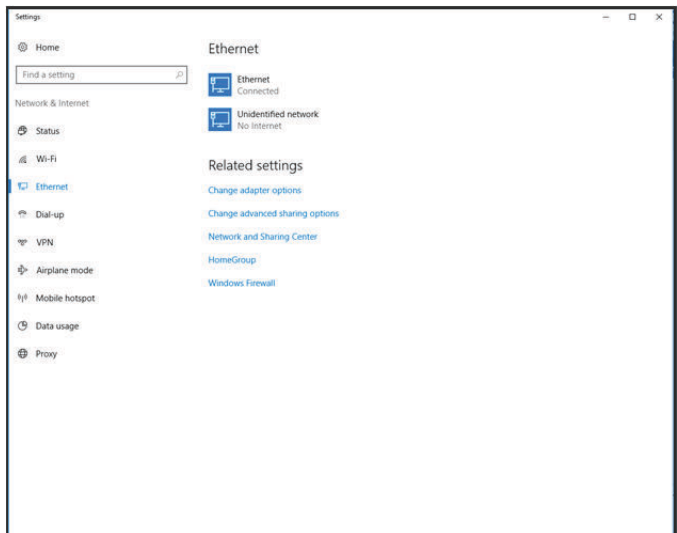 Settings
Home
Find a setting
Network & Internet
Status
Wi-Fi
Ethernet
Dial-up
VPN
Airplane mode
Mobile hotspot
Data usage
Proxy
Ethernet
Ethernet
Connected
Unidentified network
No Internet
Related settings
Change adapter options
Change advanced sharing options
Network and Sharing Center
HomeGroup
Windows Firewall